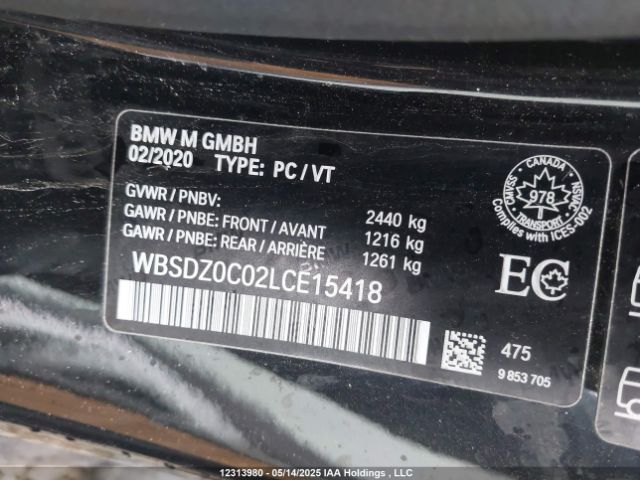 BMW M GMBH
02/2020 TYPE: PC / VT
GVWR / PNBV: 2440 kg
GAWR / PNBE: FRONT / AVANT 1216 kg
GAWR / PNBE: REAR / ARRIÈRE 1261 kg
WBSDZ0C02LCE15418
CANADA
CMVSS 978 NSVAC
TRANSPORT
Complies with ICES-002
EC
475
9 853 705
12313980 - 05/14/2025 IAA Holdings , LLC